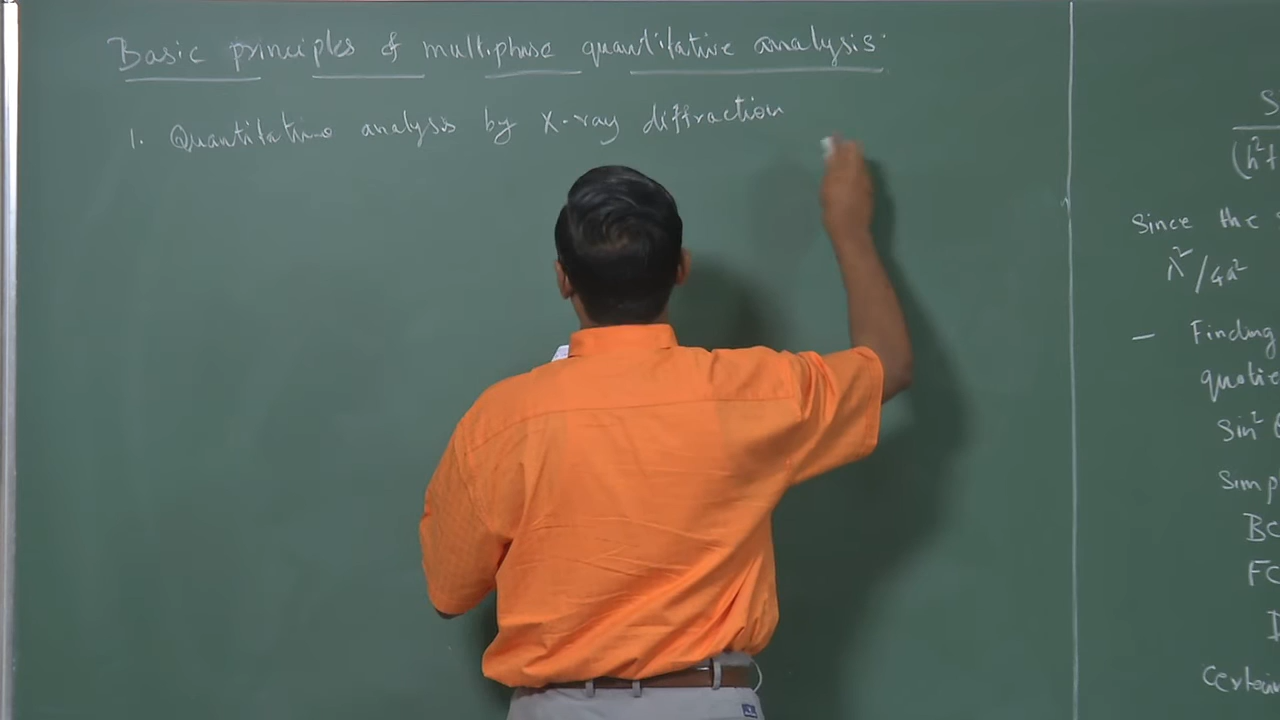 Basic principles of multiphase quantitative analysis:
1. Quantitative analysis by X-ray diffraction
S
(h²+
Since the
λ²/4a²
- Finding
quotie
Sin²
Simp
BC
FC
D
Certain